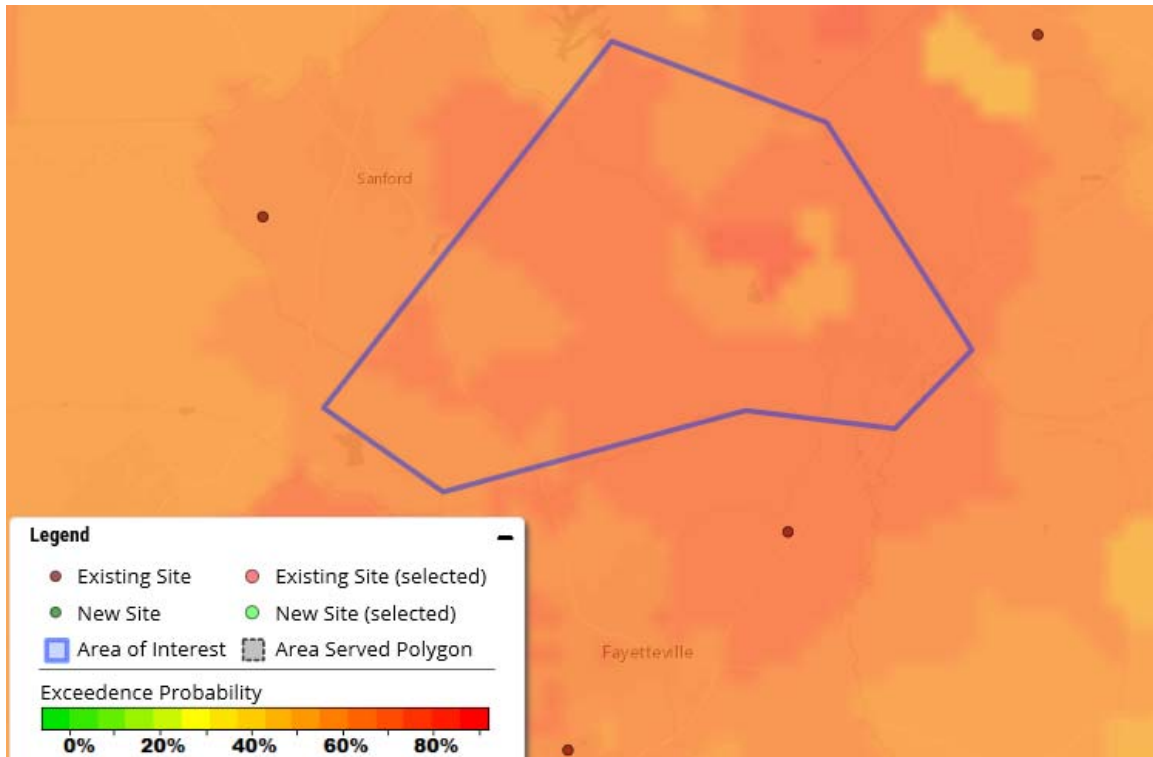 Sanford
Legend
Existing Site Existing Site (selected)
New Site New Site (selected)
Area of Interest Area Served Polygon
Fayetteville
Exceedence Probability
0% 20% 40% 60% 80%